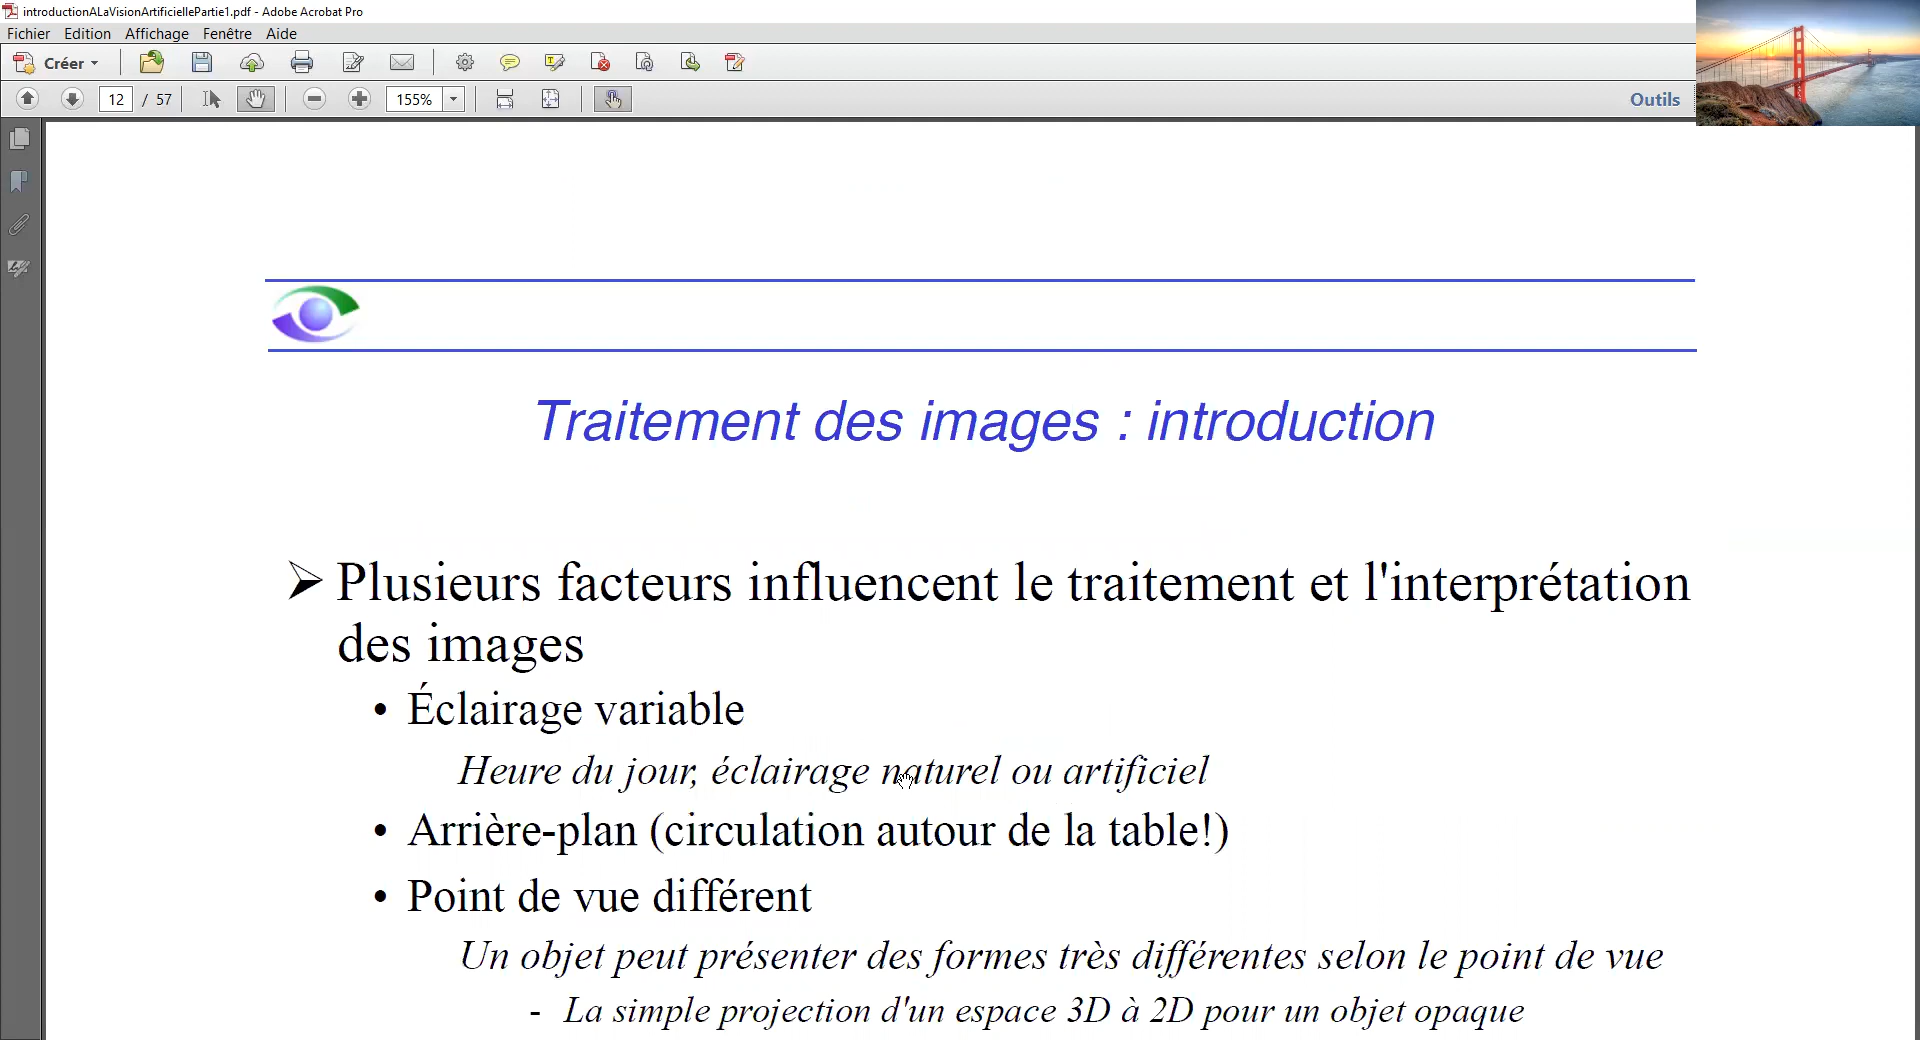 introductionALaVisionArtificiellePartie1.pdf - Adobe Acrobat Pro
Fichier Edition Affichage Fenêtre Aide
Créer
12 / 57 155% Outils
Traitement des images : introduction
➢ Plusieurs facteurs influencent le traitement et l'interprétation
des images
• Éclairage variable
Heure du jour, éclairage naturel ou artificiel
• Arrière-plan (circulation autour de la table!)
• Point de vue différent
Un objet peut présenter des formes très différentes selon le point de vue
- La simple projection d'un espace 3D à 2D pour un objet opaque